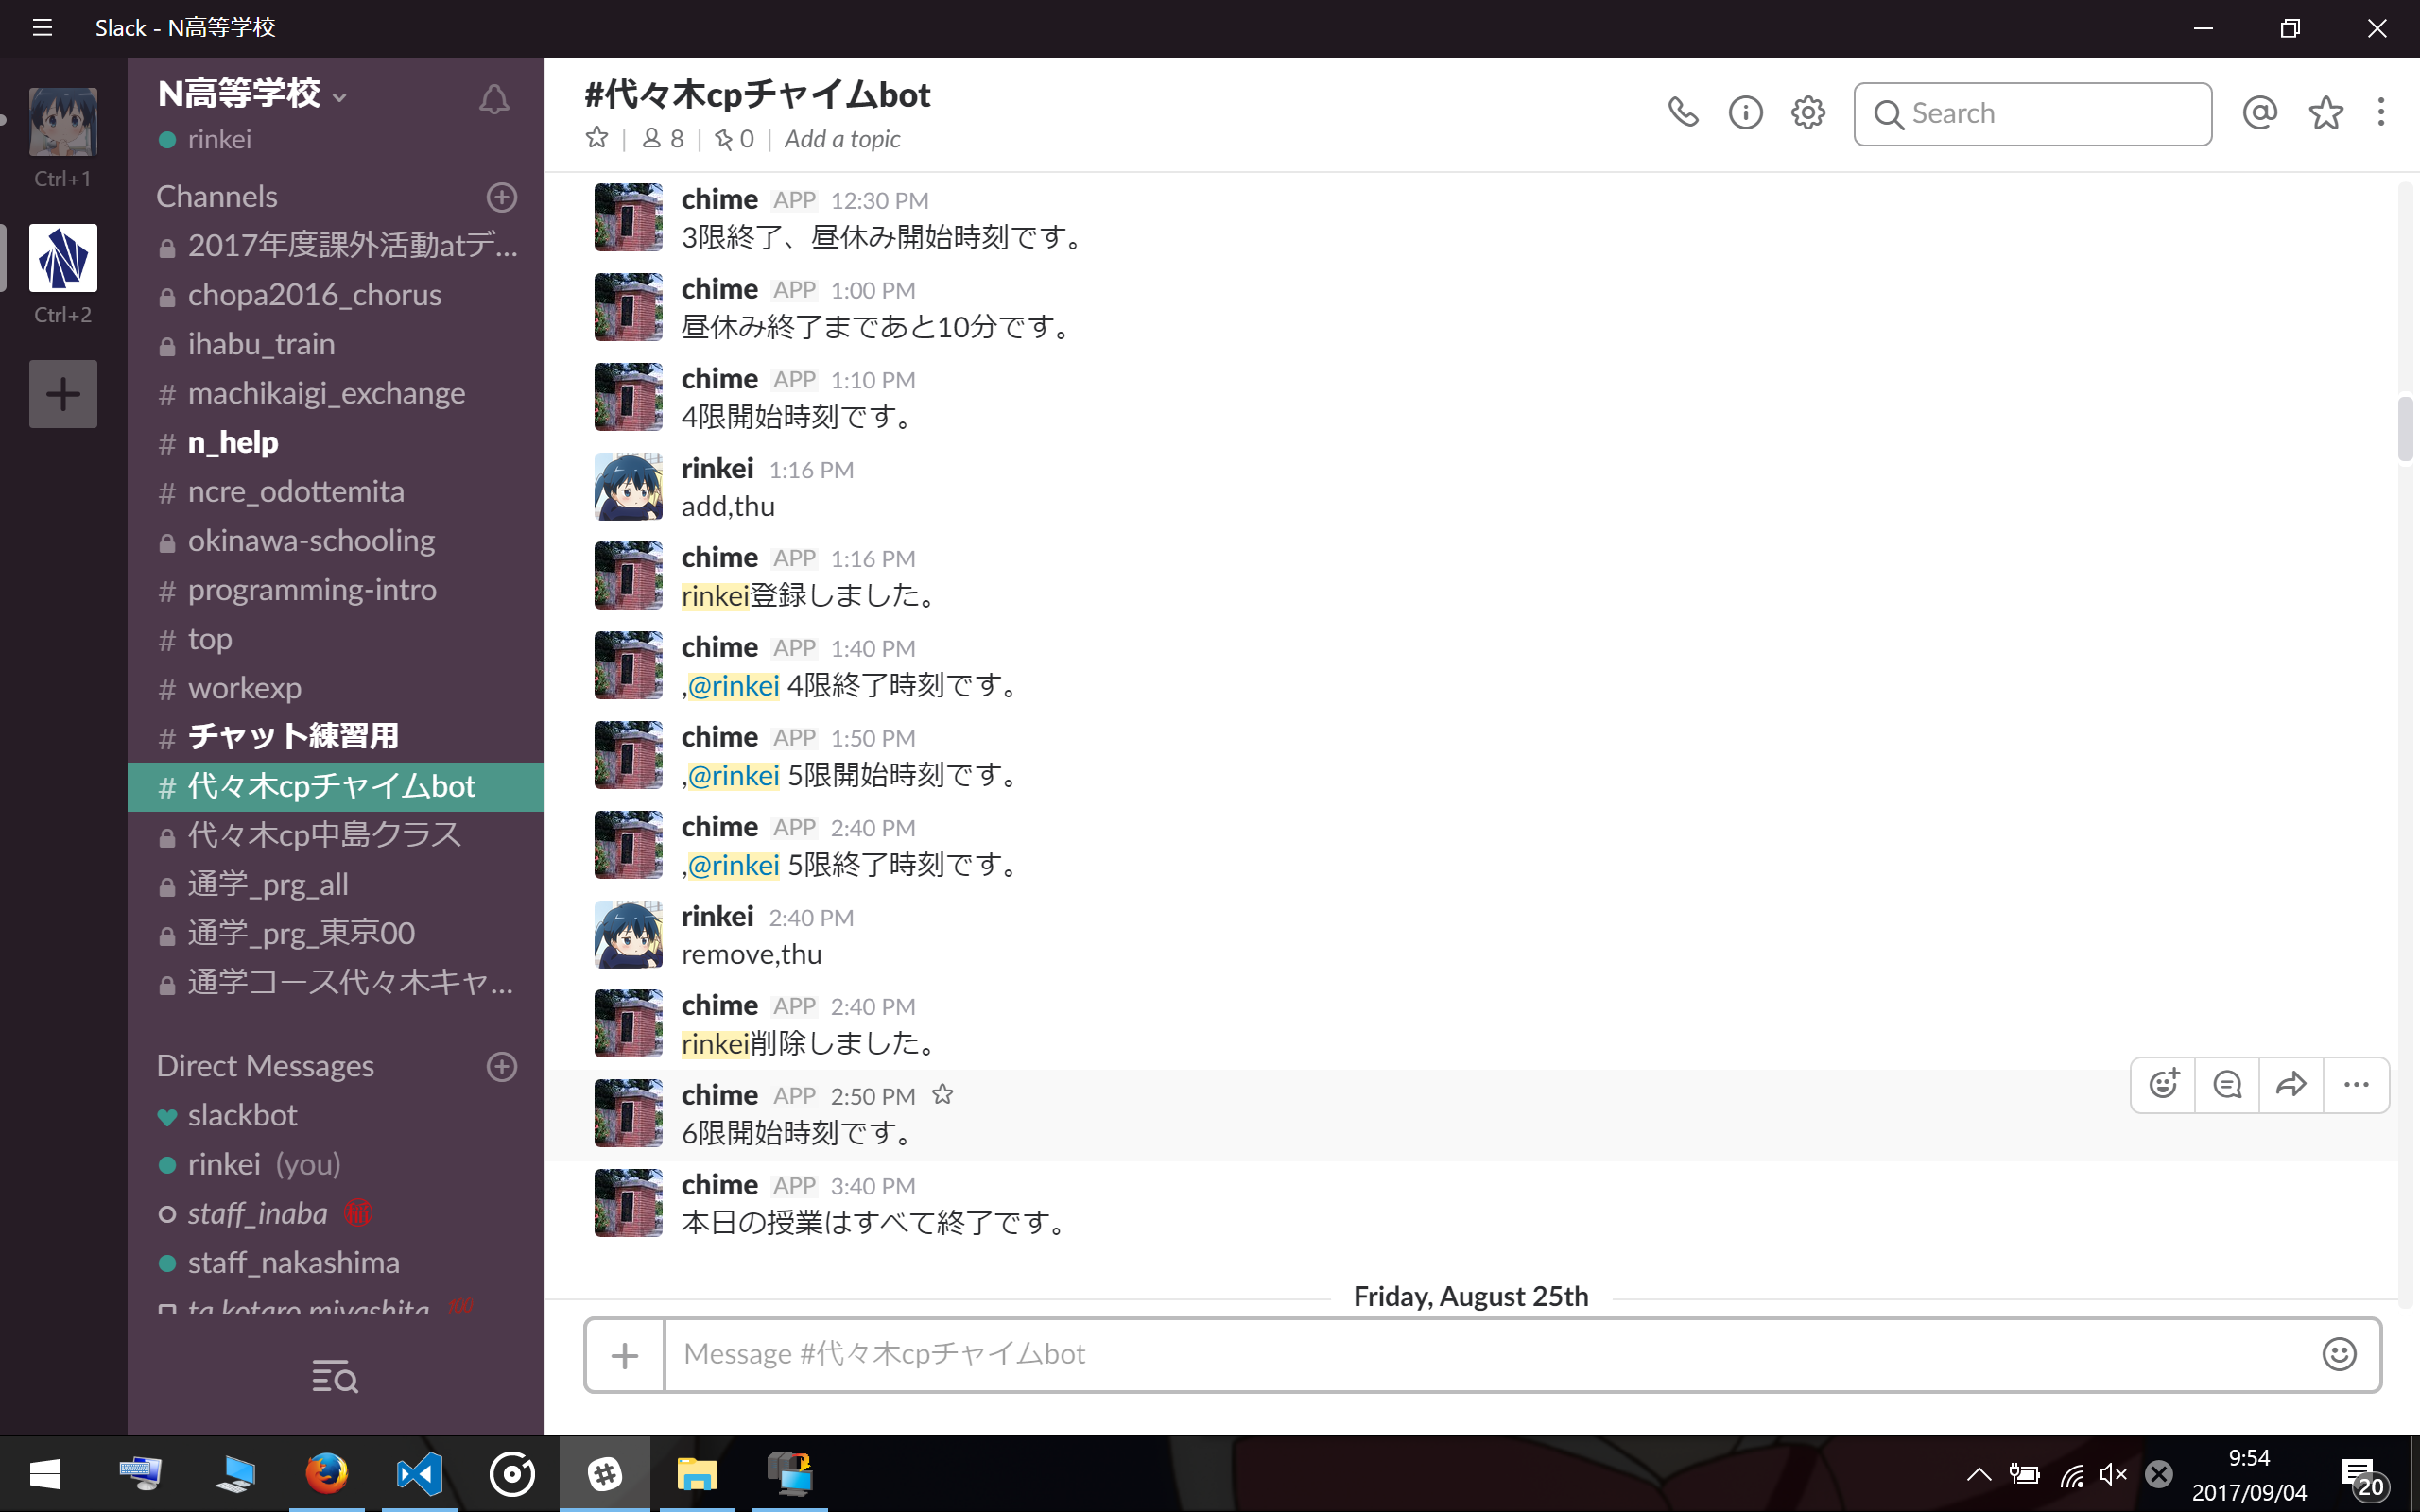 Slack - N高等学校
Ctrl+1
Ctrl+2
N高等学校
rinkei
Channels
2017年度課外活動atデ...
chopa2016_chorus
ihabu_train
# machikaigi_exchange
# n_help
# ncre_odottemita
okinawa-schooling
# programming-intro
# top
# workexp
# チャット練習用
# 代々木cpチャイムbot
代々木cp中島クラス
通学_prg_all
通学_prg_東京00
通学コース代々木キャ...
Direct Messages
slackbot
rinkei (you)
staff_inaba
staff_nakashima
ta.kotaro.miyashita
#代々木cpチャイムbot
8 | 0 | Add a topic
Search
chime APP 12:30 PM
3限終了、昼休み開始時刻です。
chime APP 1:00 PM
昼休み終了まであと10分です。
chime APP 1:10 PM
4限開始時刻です。
rinkei 1:16 PM
add,thu
chime APP 1:16 PM
rinkei登録しました。
chime APP 1:40 PM
,@rinkei 4限終了時刻です。
chime APP 1:50 PM
,@rinkei 5限開始時刻です。
chime APP 2:40 PM
,@rinkei 5限終了時刻です。
rinkei 2:40 PM
remove,thu
chime APP 2:40 PM
rinkei削除しました。
chime APP 2:50 PM
6限開始時刻です。
chime APP 3:40 PM
本日の授業はすべて終了です。
Friday, August 25th
Message #代々木cpチャイムbot
9:54
2017/09/04
20